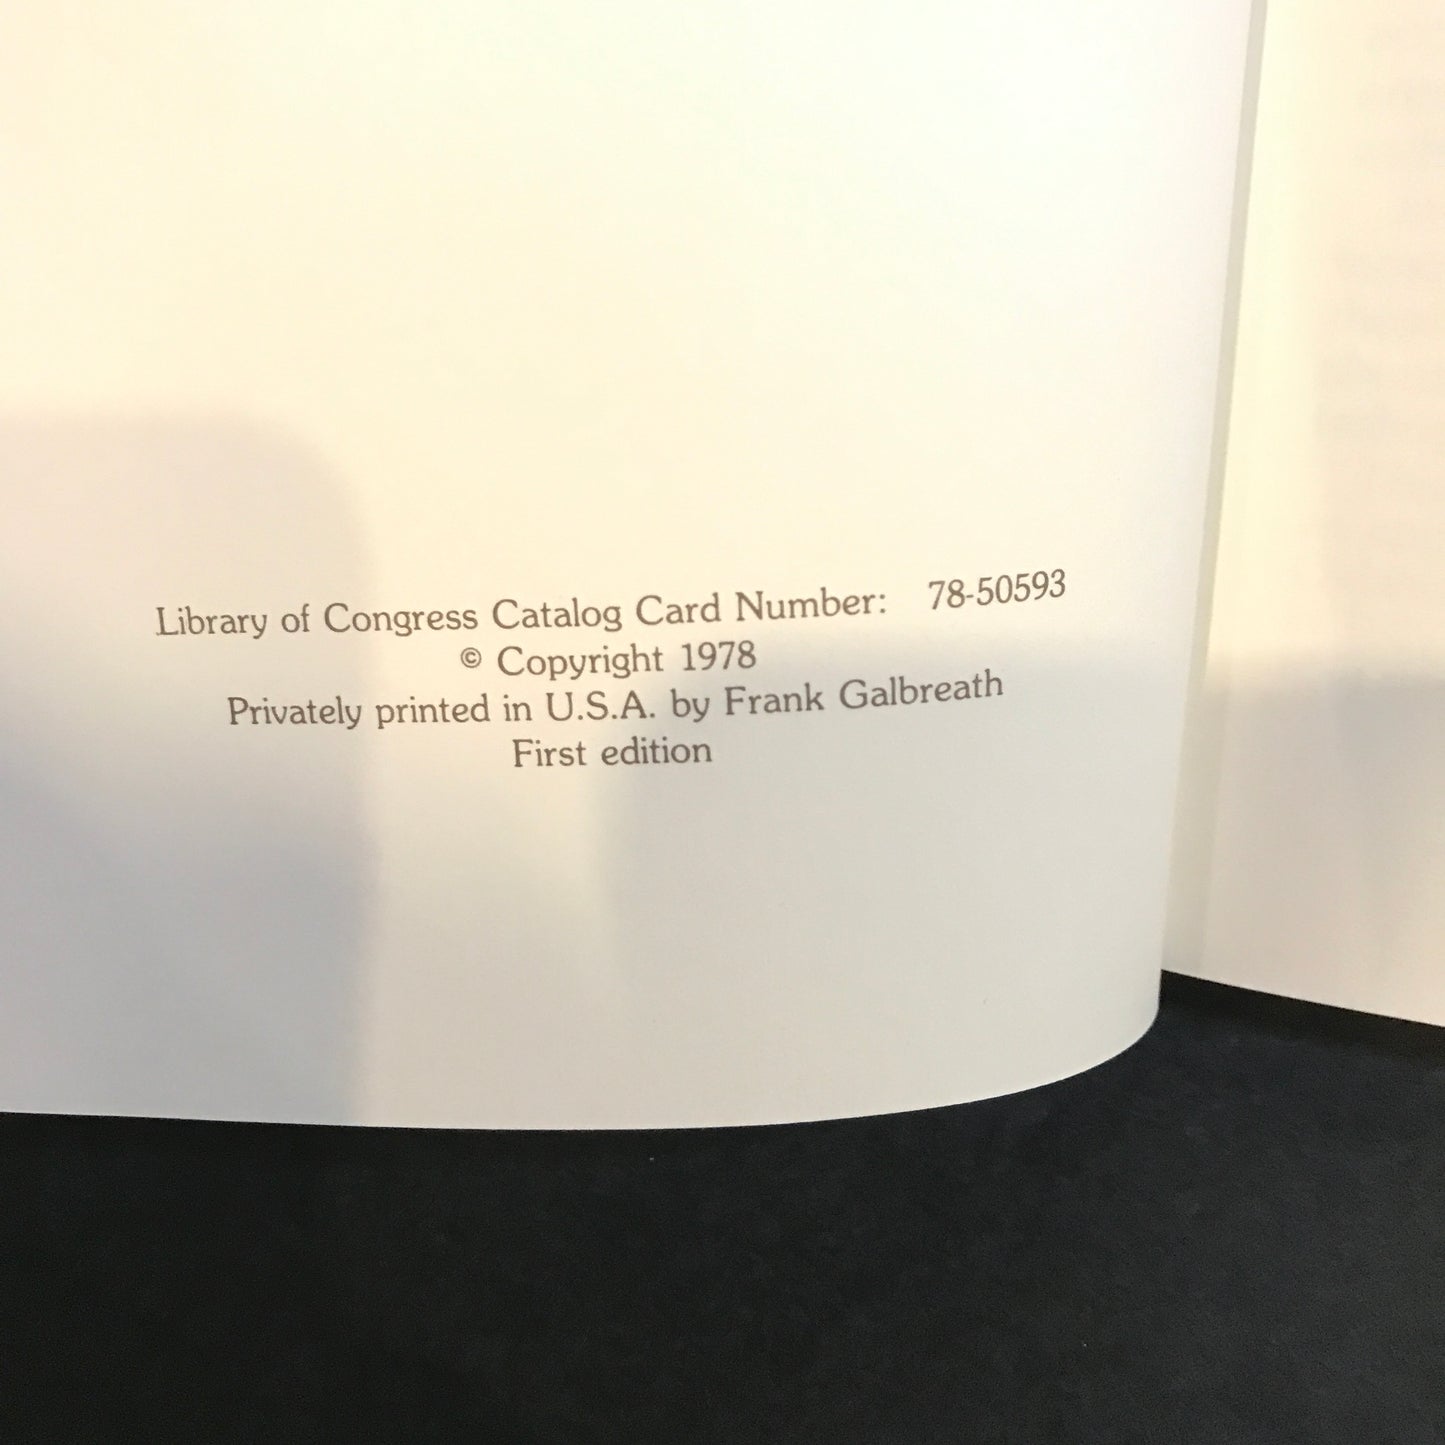 Library of Congress Catalog Card Number: 78-50593
© Copyright 1978
Privately printed in U.S.A. by Frank Galbreath
First edition